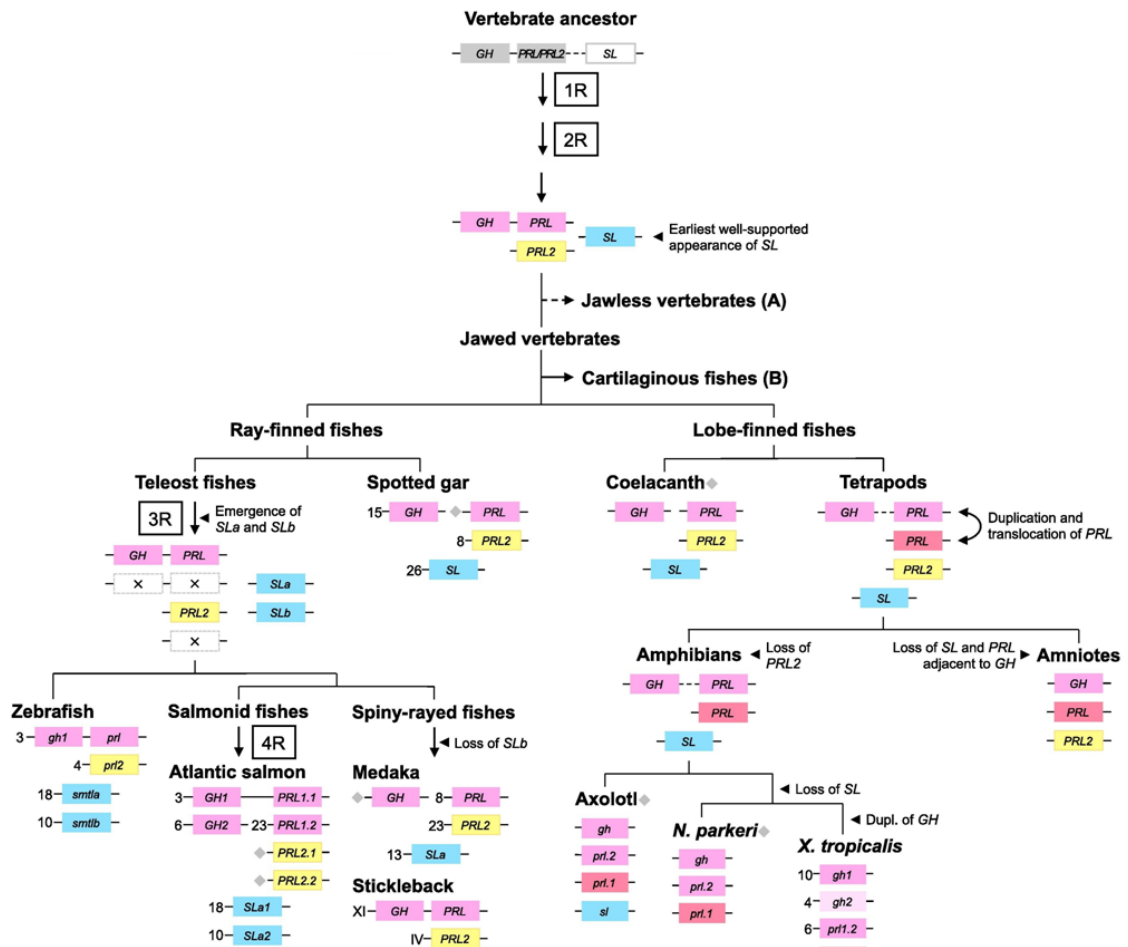 Vertebrate ancestor
GH PRL/PRL2 SL
1R
2R
GH PRL
SL
PRL2
Earliest well-supported
appearance of SL
Jawless vertebrates (A)
Jawed vertebrates
Cartilaginous fishes (B)
Ray-finned fishes
Lobe-finned fishes
Teleost fishes
3R
Emergence of
SLa and SLb
GH PRL
× × SLa
PRL2 SLb
×
Spotted gar
15 GH PRL
8 PRL2
26 SL
Coelacanth
GH PRL
PRL2
SL
Tetrapods
GH PRL
PRL
PRL2
SL
Duplication and
translocation of PRL
Amphibians
Loss of
PRL2
GH PRL
PRL
SL
Loss of SL and PRL
adjacent to GH
Amniotes
GH
PRL
PRL2
Zebrafish
3 gh1 prl
4 prl2
18 smtla
10 smtlb
Salmonid fishes
4R
Atlantic salmon
3 GH1 PRL1.1
6 GH2 23 PRL1.2
PRL2.1
PRL2.2
18 SLa1
10 SLa2
Spiny-rayed fishes
Loss of SLb
Medaka
GH 8 PRL
23 PRL2
13 SLa
Stickleback
XI GH PRL
IV PRL2
Axolotl
gh
prl.2
prl.1
sl
Loss of SL
N. parkeri
gh
prl.2
prl.1
Dupl. of GH
X. tropicalis
10 gh1
4 gh2
6 prl1.2